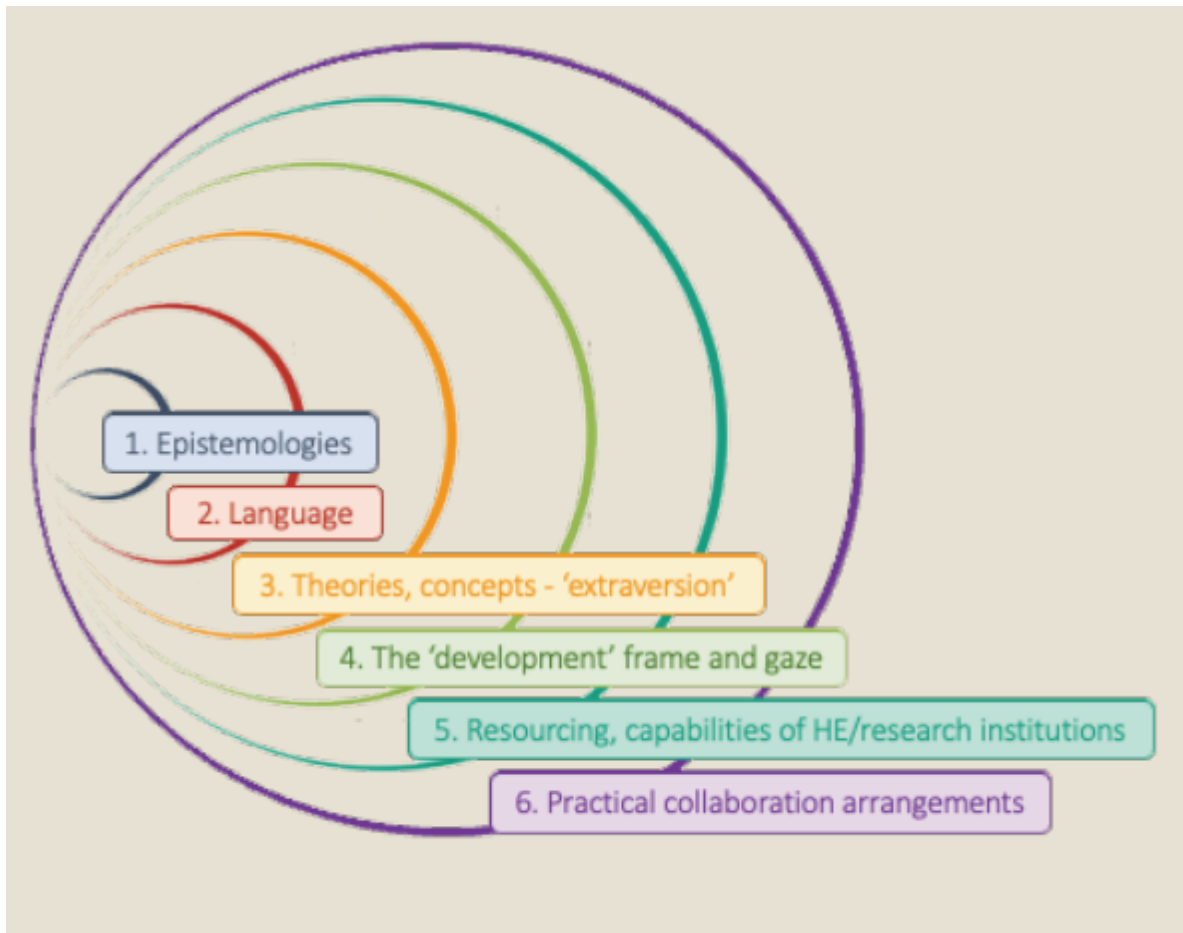 1. Epistemologies
2. Language
3. Theories, concepts - ‘extraversion’
4. The ‘development’ frame and gaze
5. Resourcing, capabilities of HE/research institutions
6. Practical collaboration arrangements